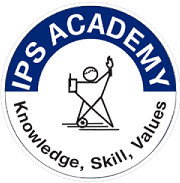 IPS ACADEMY
Knowledge, Skill, Values